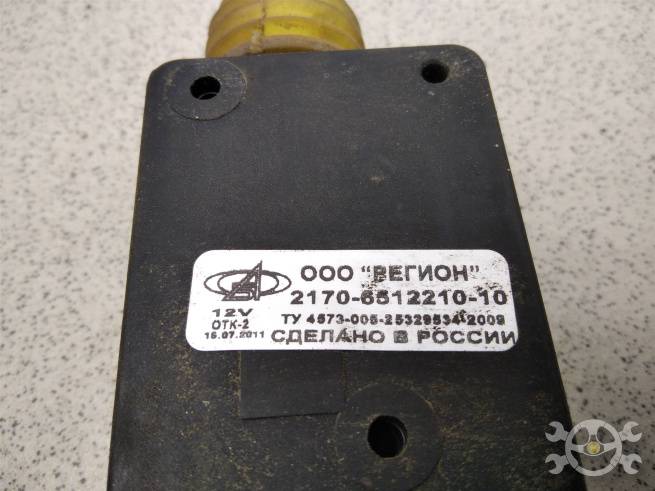 ООО "РЕГИОН"
2170-6512210-10
12V
ТУ 4573-005-25329534-2009
ОТК-2
15.07.2011
СДЕЛАНО В РОССИИ